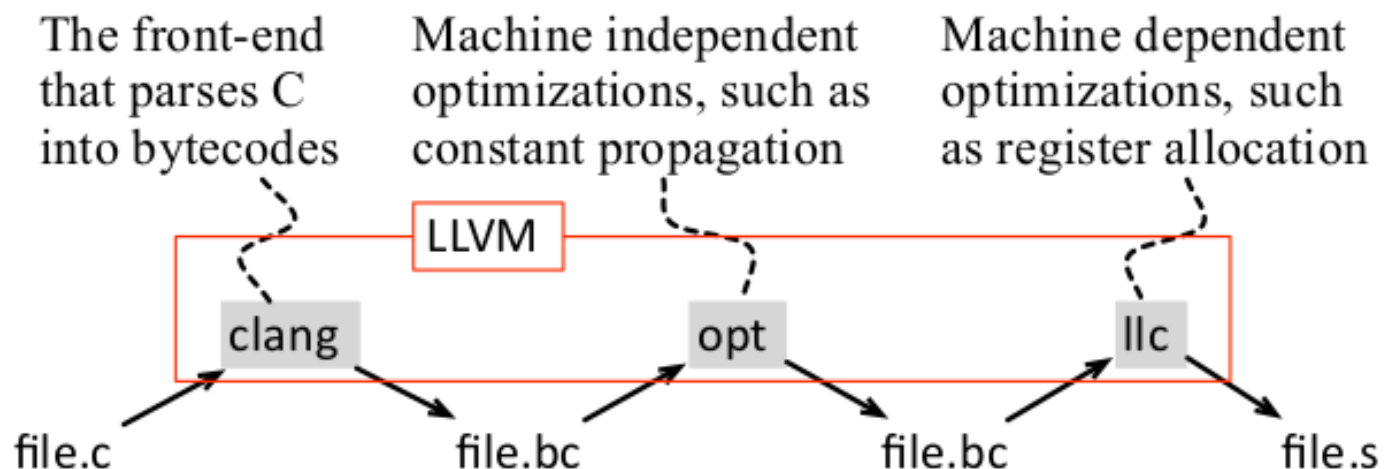 The front-end
that parses C
into bytecodes
Machine independent
optimizations, such as
constant propagation
Machine dependent
optimizations, such
as register allocation
LLVM
clang
opt
llc
file.c
file.bc
file.bc
file.s